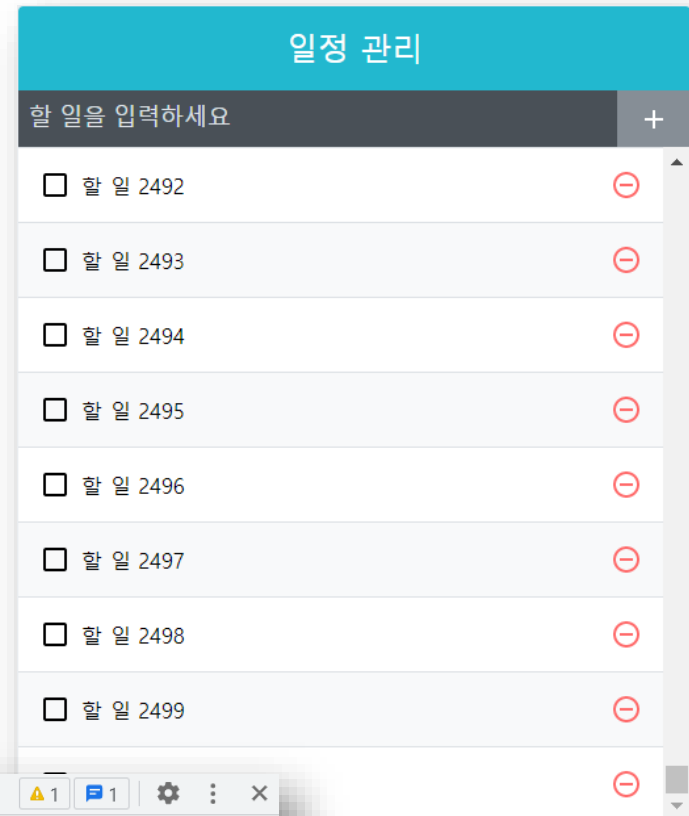 일정 관리
할 일을 입력하세요 +
할 일 2492
할 일 2493
할 일 2494
할 일 2495
할 일 2496
할 일 2497
할 일 2498
할 일 2499
1 1